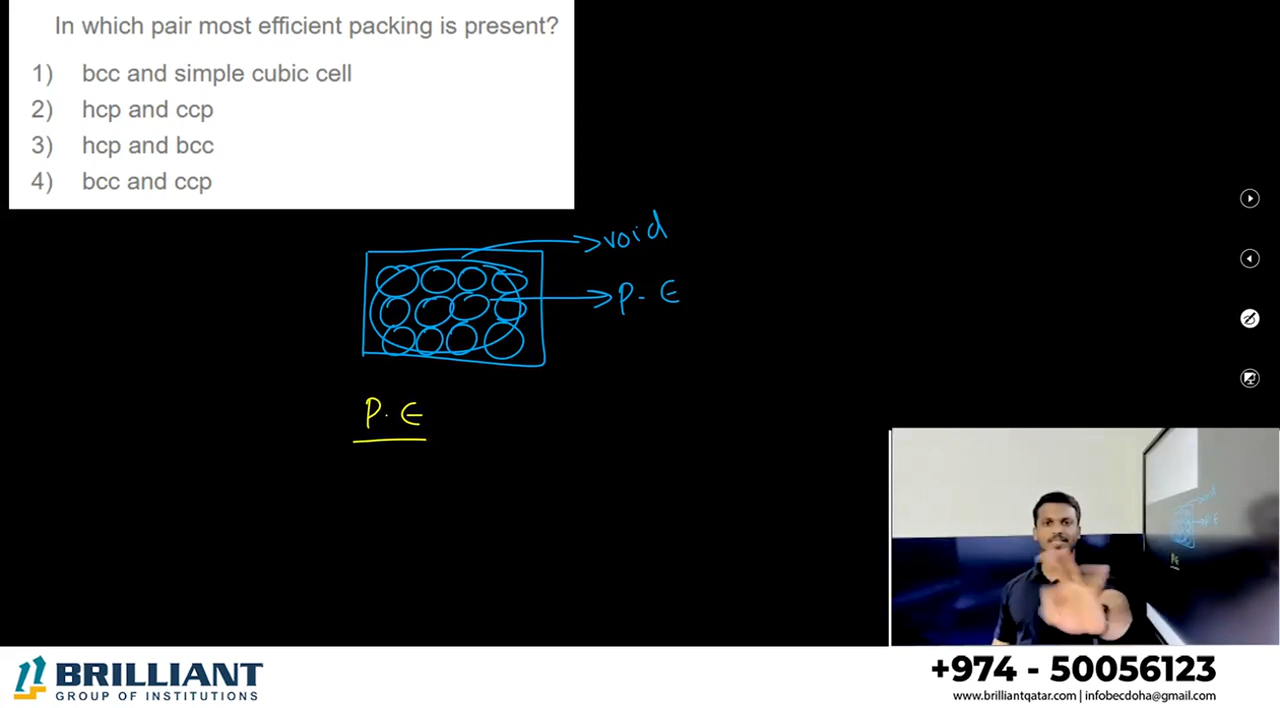 In which pair most efficient packing is present?
1) bcc and simple cubic cell
2) hcp and ccp
3) hcp and bcc
4) bcc and ccp
void
P. E
P. E
BRILLIANT
GROUP OF INSTITUTIONS
+974 - 50056123
www.brilliantqatar.com | infobecdoha@gmail.com